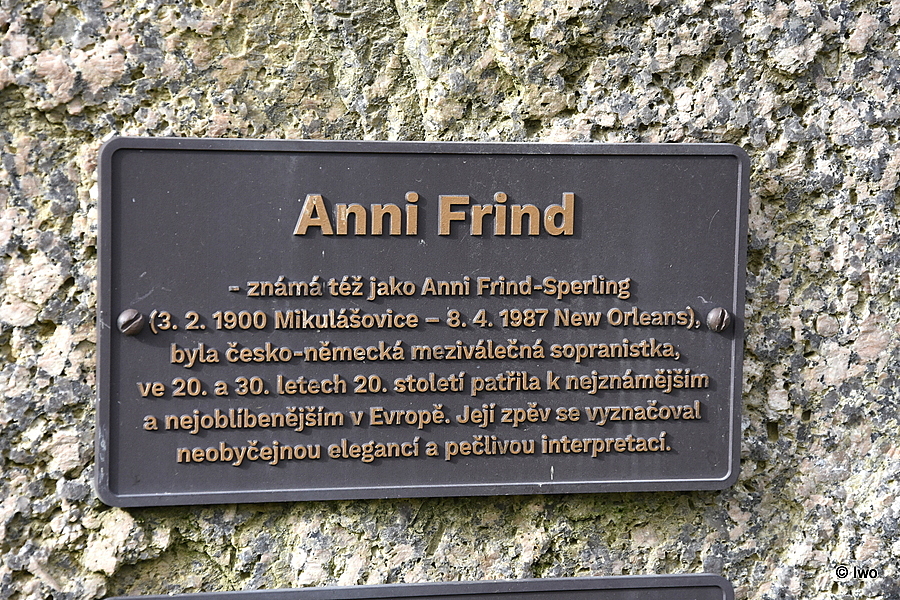 Anni Frind
- známá též jako Anni Frind-Sperling
(3. 2. 1900 Mikulášovice – 8. 4. 1987 New Orleans),
byla česko-německá meziválečná sopranistka,
ve 20. a 30. letech 20. století patřila k nejznámějším
a nejoblíbenějším v Evropě. Její zpěv se vyznačoval
neobyčejnou elegancí a pečlivou interpretací.
© Iwo